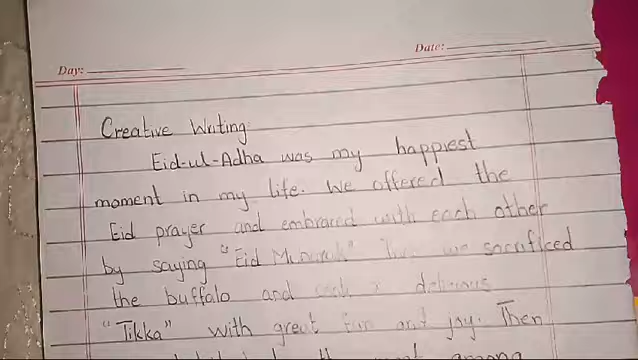 Date:
Day:
Creative Writing:
Eid-ul-Adha was my happiest
moment in my life. We offered the
Eid prayer and embraced with each other
by saying "Eid Mubarak" we sacrificed
the buffalo and delicious
"Tikka" with great fun and joy. Then
among